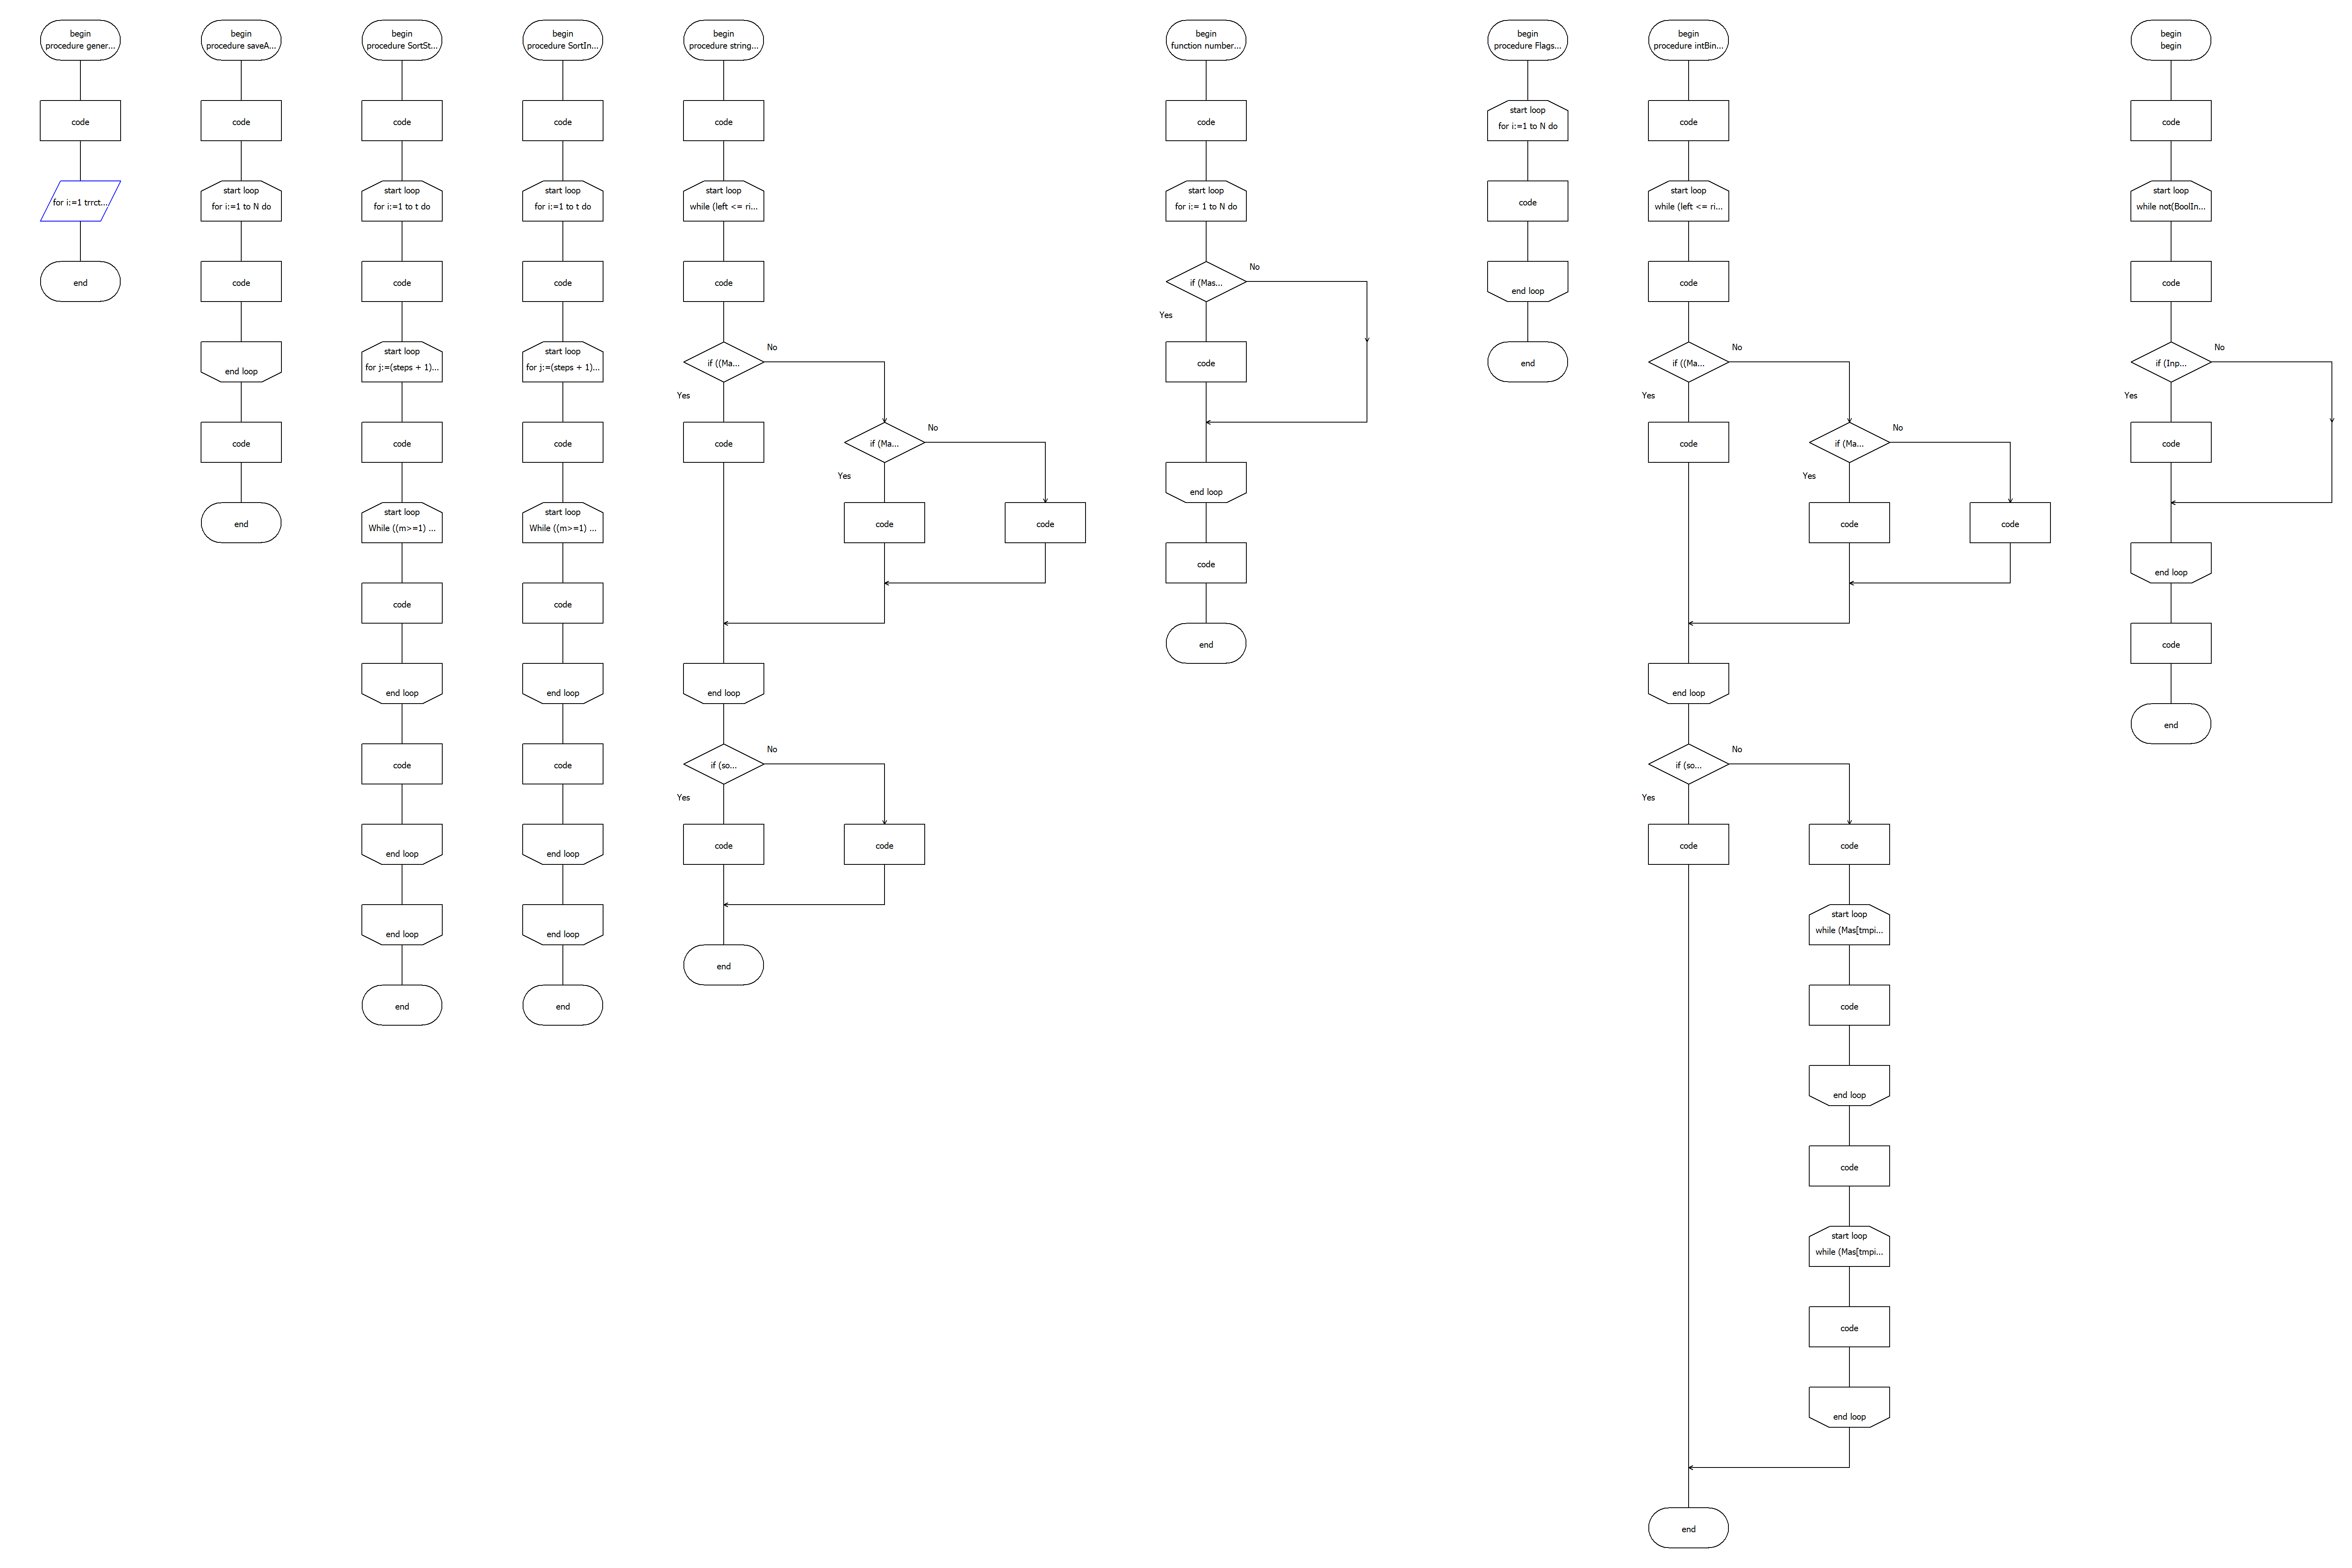 begin
procedure gener...
code
for i:=1 trrct...
end
begin
procedure saveA...
code
start loop
for i:=1 to N do
code
end loop
code
end
begin
procedure SortSt...
code
start loop
for i:=1 to t do
code
start loop
for j:=(steps + 1)...
code
start loop
While ((m>=1) ...
code
end loop
code
end loop
end loop
end
begin
procedure SortIn...
code
start loop
for i:=1 to t do
code
start loop
for j:=(steps + 1)...
code
start loop
While ((m>=1) ...
code
end loop
code
end loop
end loop
end
begin
procedure string...
code
start loop
while (left <= ri...
code
if ((Ma...
No
Yes
code
if (Ma...
No
Yes
code
code
end loop
if (so...
No
Yes
code
code
end
begin
function number...
code
start loop
for i:= 1 to N do
if (Mas...
No
Yes
code
end loop
code
end
begin
procedure Flags...
start loop
for i:=1 to N do
code
end loop
end
begin
procedure intBin...
code
start loop
while (left <= ri...
code
if ((Ma...
No
Yes
code
if (Ma...
No
Yes
code
code
end loop
if (so...
No
Yes
code
code
start loop
while (Mas[tmpi...
code
end loop
code
start loop
while (Mas[tmpi...
code
end loop
end
begin
begin
code
start loop
while not(BoolIn...
code
if (Inp...
No
Yes
code
end loop
code
end